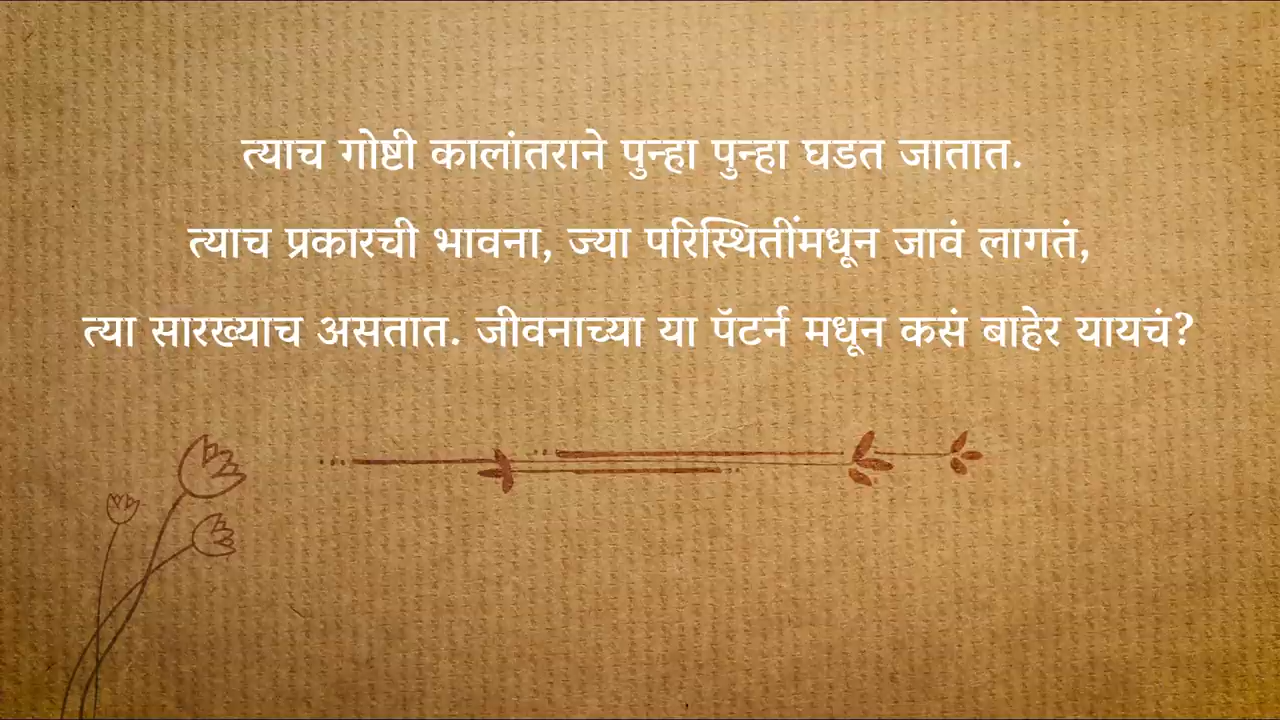 त्याच गोष्टी कालांतराने पुन्हा पुन्हा घडत जातात.
त्याच प्रकारची भावना, ज्या परिस्थितींमधून जावं लागतं,
त्या सारख्याच असतात. जीवनाच्या या पॅटर्न मधून कसं बाहेर यायचं?